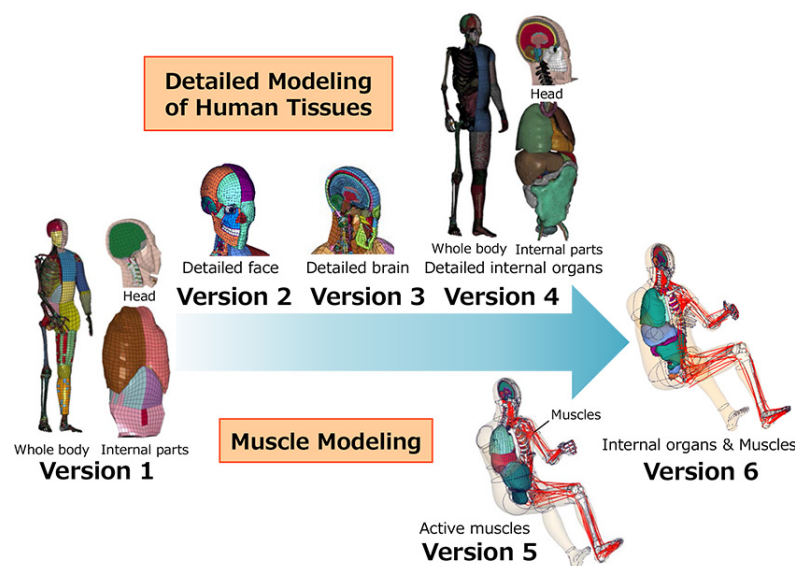 Detailed Modeling
of Human Tissues
Head
Whole body
Internal parts
Detailed face
Detailed brain
Detailed internal organs
Version 2
Version 3
Version 4
Head
Whole body
Internal parts
Version 1
Muscle Modeling
Muscles
Active muscles
Version 5
Internal organs & Muscles
Version 6